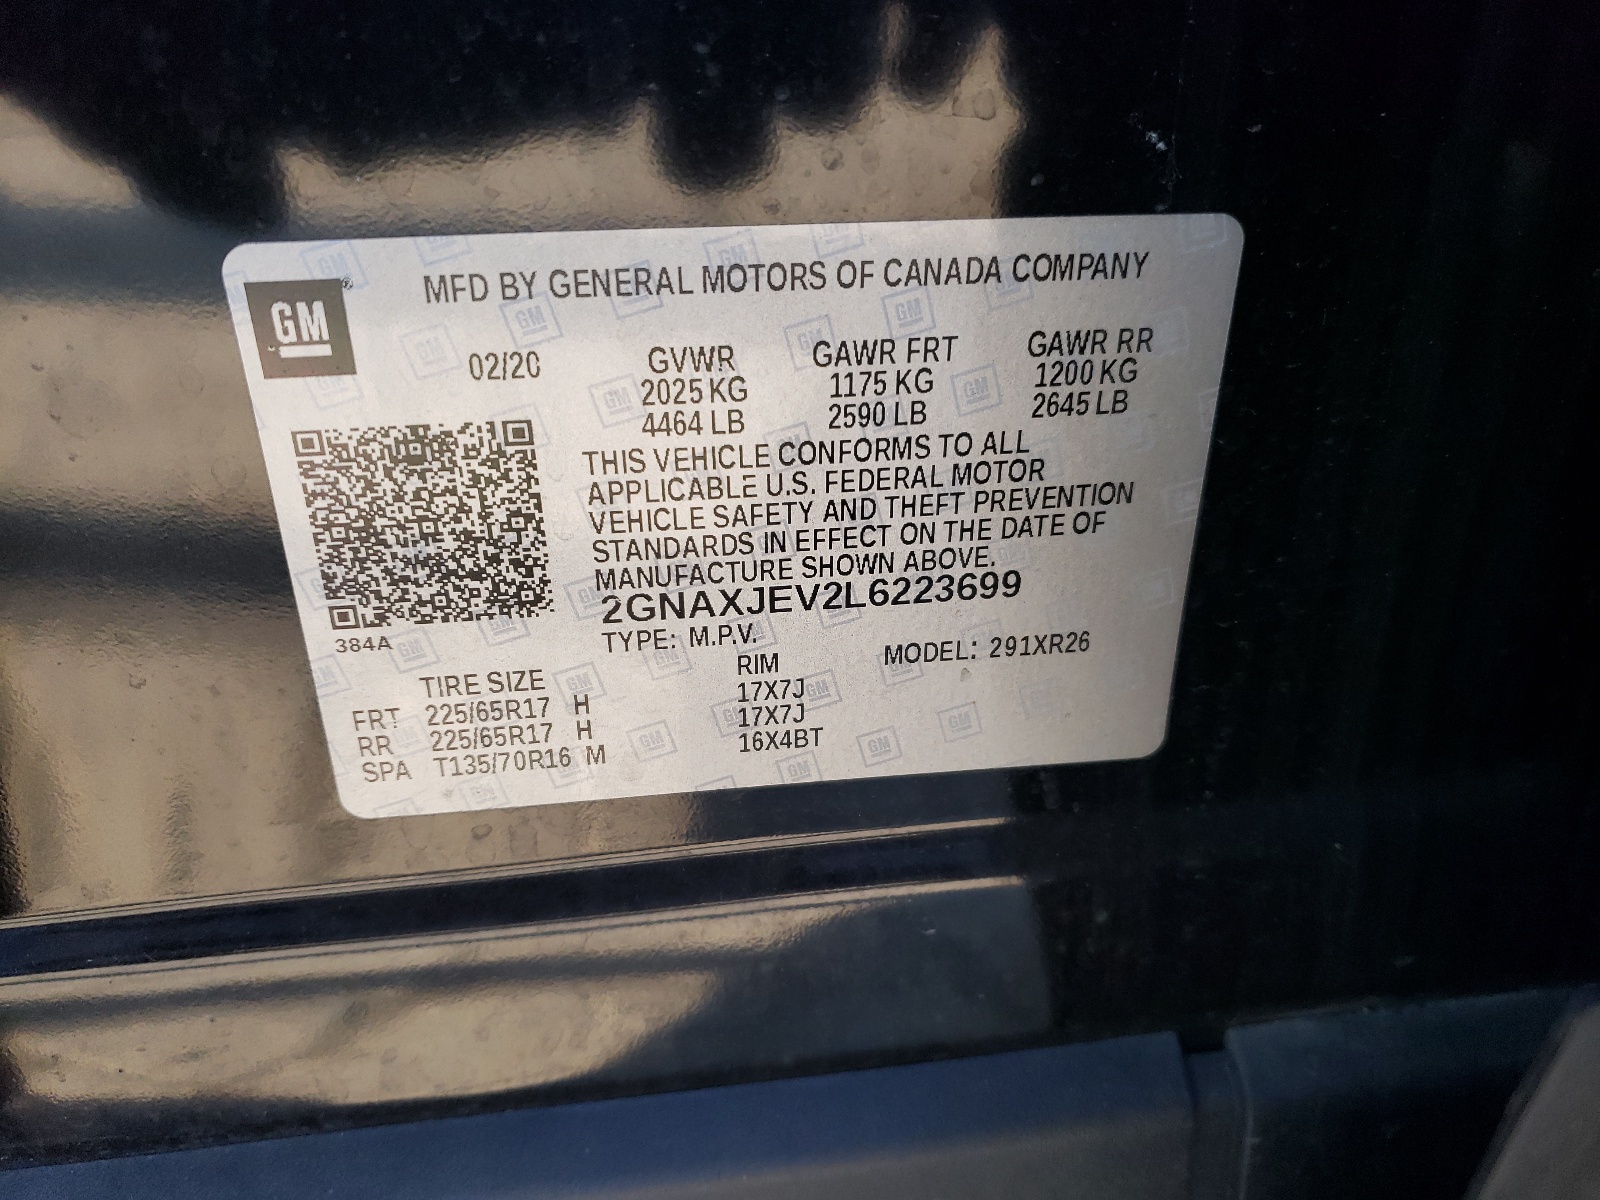 GM®
MFD BY GENERAL MOTORS OF CANADA COMPANY
02/20 GVWR GAWR FRT GAWR RR
2025 KG 1175 KG 1200 KG
4464 LB 2590 LB 2645 LB
THIS VEHICLE CONFORMS TO ALL
APPLICABLE U.S. FEDERAL MOTOR
VEHICLE SAFETY AND THEFT PREVENTION
STANDARDS IN EFFECT ON THE DATE OF
MANUFACTURE SHOWN ABOVE.
2GNAXJEV2L6223699
384A
TYPE: M.P.V. MODEL: 291XR26
TIRE SIZE RIM
FRT 225/65R17 H 17X7J
RR 225/65R17 H 17X7J
SPA T135/70R16 M 16X4BT